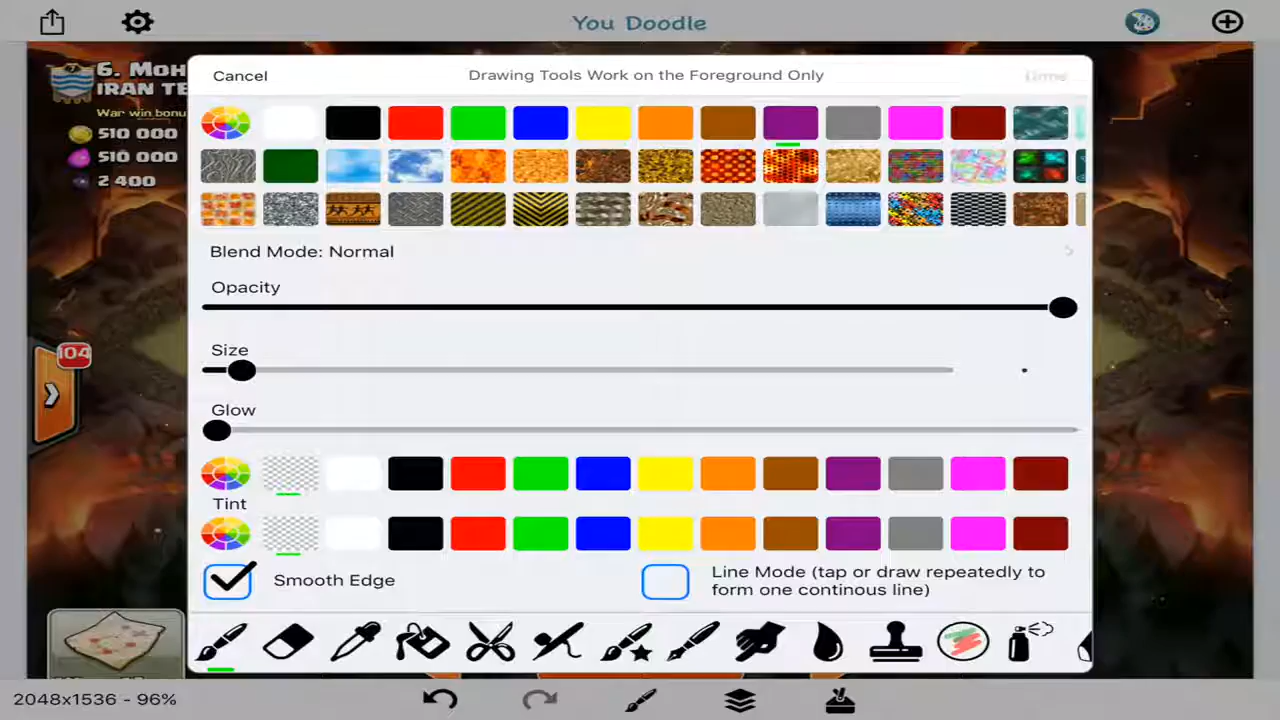 You Doodle
6. MOH
IRAN TE
War win bonu
510 000
510 000
2 400
104
Cancel
Drawing Tools Work on the Foreground Only
Blend Mode: Normal
Opacity
Size
Glow
Tint
Smooth Edge
Line Mode (tap or draw repeatedly to
form one continous line)
2048x1536 - 96%